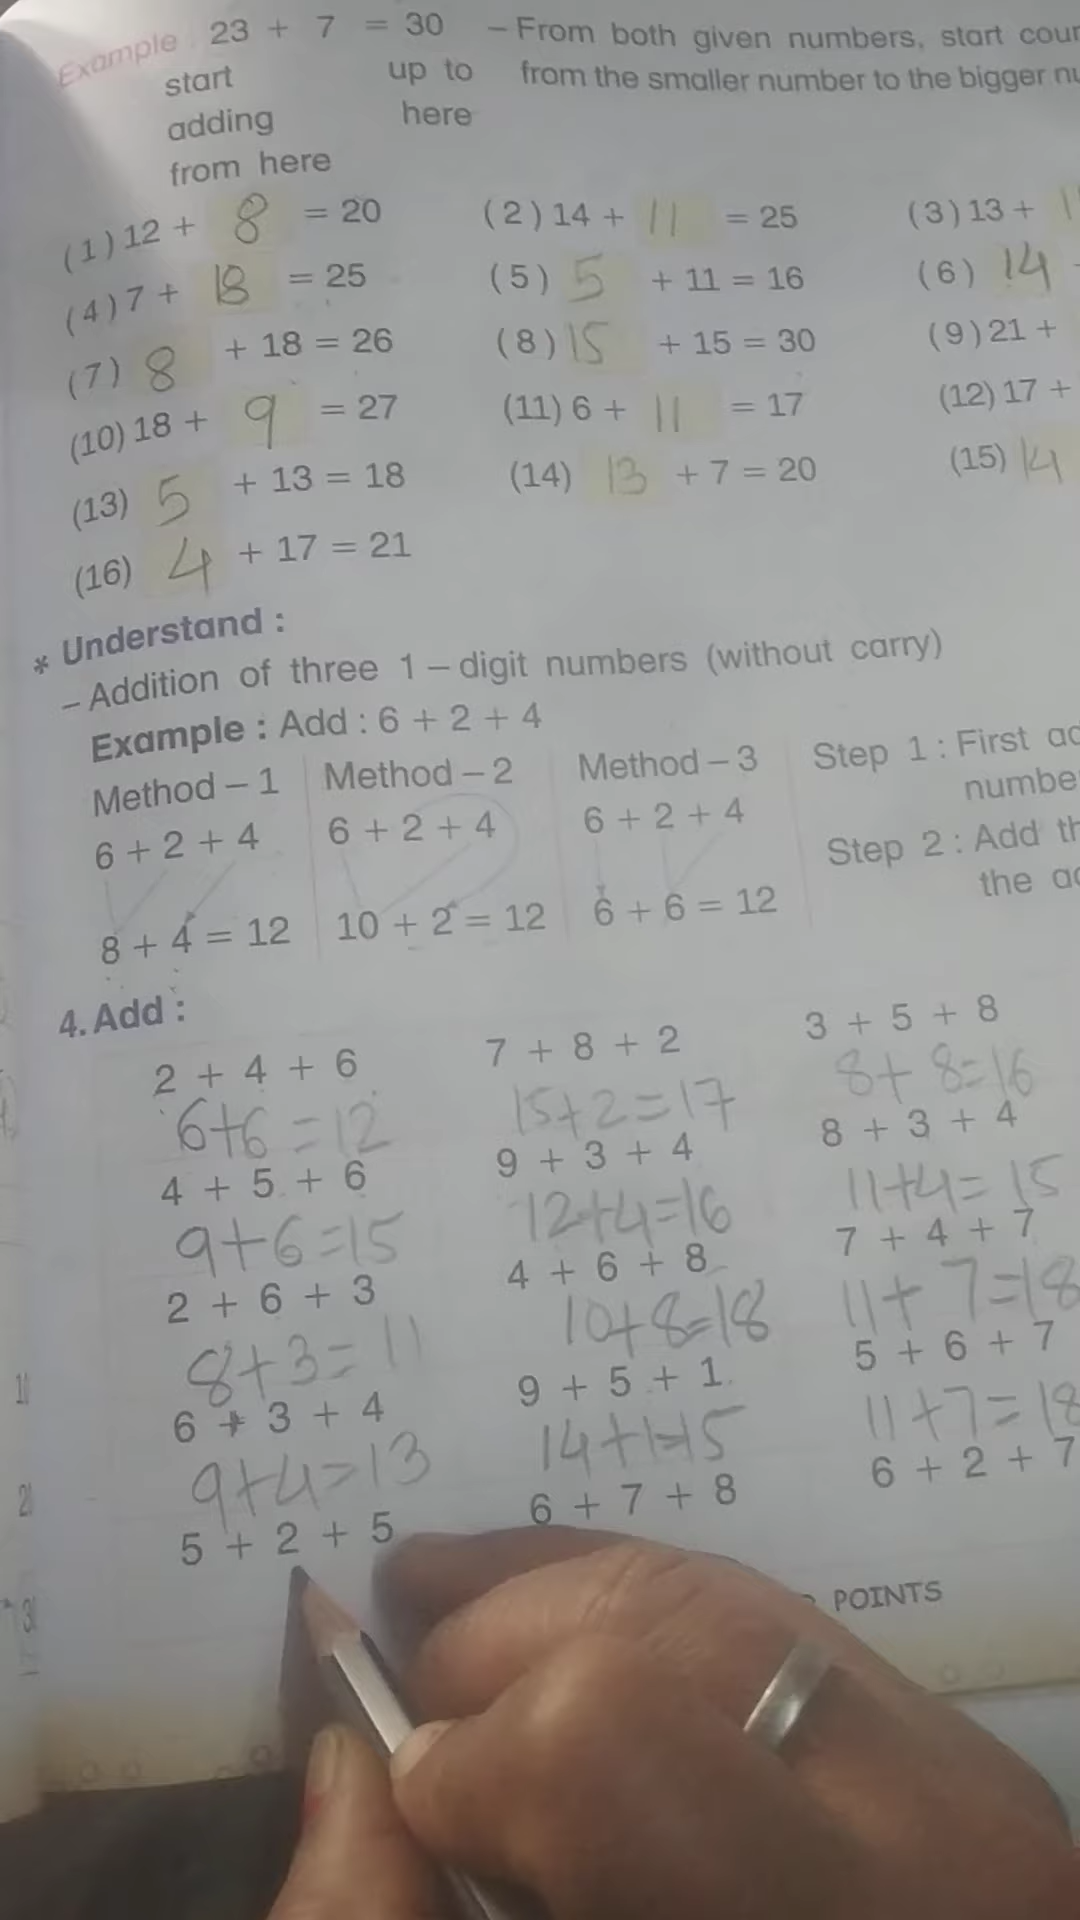 Example 23 + 7 = 30 – From both given numbers, start
start up to from the smaller number to the bigger
adding here
from here
(1) 12 + 8 = 20 (2) 14 + 11 = 25 (3) 13 +
(4) 7 + 18 = 25 (5) 5 + 11 = 16 (6) 14
(7) 8 + 18 = 26 (8) 15 + 15 = 30 (9) 21 +
(10) 18 + 9 = 27 (11) 6 + 11 = 17 (12) 17 +
(13) 5 + 13 = 18 (14) 13 + 7 = 20 (15) 14
(16) 4 + 17 = 21
* Understand :
– Addition of three 1 – digit numbers (without carry)
Example : Add : 6 + 2 + 4
Method – 1 Method – 2 Method – 3 Step 1 : First
6 + 2 + 4 6 + 2 + 4 6 + 2 + 4
Step 2 : Add
8 + 4 = 12 10 + 2 = 12 6 + 6 = 12 the
4. Add :
2 + 4 + 6 7 + 8 + 2 3 + 5 + 8
6+6=12 15+2=17 8+8=16
4 + 5 + 6 9 + 3 + 4 8 + 3 + 4
9+6=15 12+4=16 11+4=15
2 + 6 + 3 4 + 6 + 8 7 + 4 + 7
8+3=11 10+8=18 11+7=18
6 + 3 + 4 9 + 5 + 1 5 + 6 + 7
9+4=13 14+1=15 11+7=18
5 + 2 + 5 6 + 7 + 8 6 + 2 + 7
POINTS